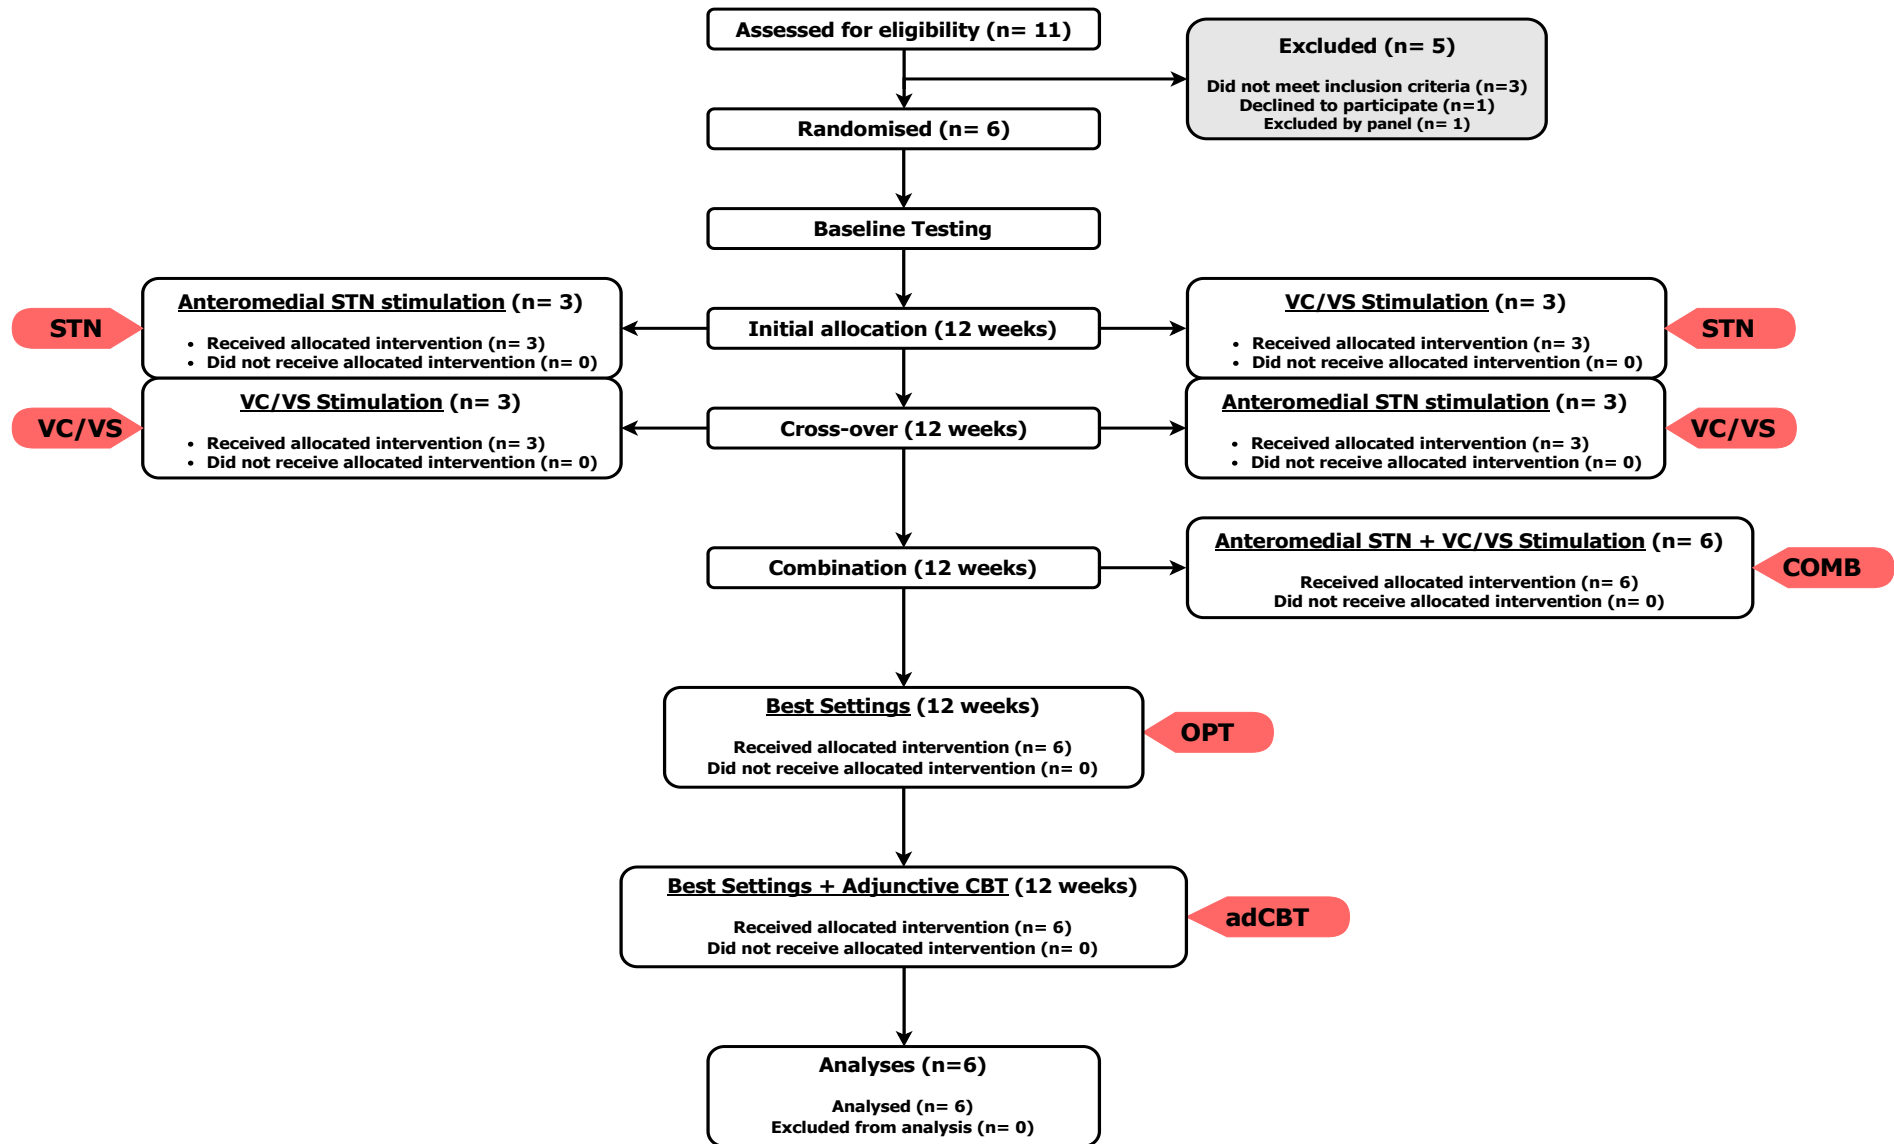 Assessed for eligibility (n= 11)
Excluded (n= 5)
Did not meet inclusion criteria (n=3)
Declined to participate (n=1)
Excluded by panel (n= 1)
Randomised (n= 6)
Baseline Testing
STN
Anteromedial STN stimulation (n= 3)
• Received allocated intervention (n= 3)
• Did not receive allocated intervention (n= 0)
Initial allocation (12 weeks)
VC/VS Stimulation (n= 3)
• Received allocated intervention (n= 3)
• Did not receive allocated intervention (n= 0)
STN
VC/VS
VC/VS Stimulation (n= 3)
• Received allocated intervention (n= 3)
• Did not receive allocated intervention (n= 0)
Cross-over (12 weeks)
Anteromedial STN stimulation (n= 3)
• Received allocated intervention (n= 3)
• Did not receive allocated intervention (n= 0)
VC/VS
Combination (12 weeks)
Anteromedial STN + VC/VS Stimulation (n= 6)
Received allocated intervention (n= 6)
Did not receive allocated intervention (n= 0)
COMB
Best Settings (12 weeks)
Received allocated intervention (n= 6)
Did not receive allocated intervention (n= 0)
OPT
Best Settings + Adjunctive CBT (12 weeks)
Received allocated intervention (n= 6)
Did not receive allocated intervention (n= 0)
adCBT
Analyses (n=6)
Analysed (n= 6)
Excluded from analysis (n= 0)